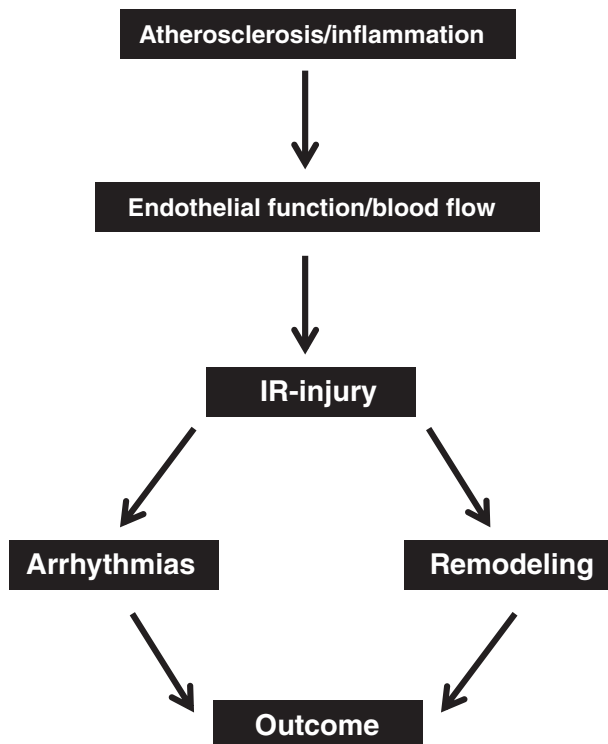 Atherosclerosis/inflammation
Endothelial function/blood flow
IR-injury
Arrhythmias
Remodeling
Outcome